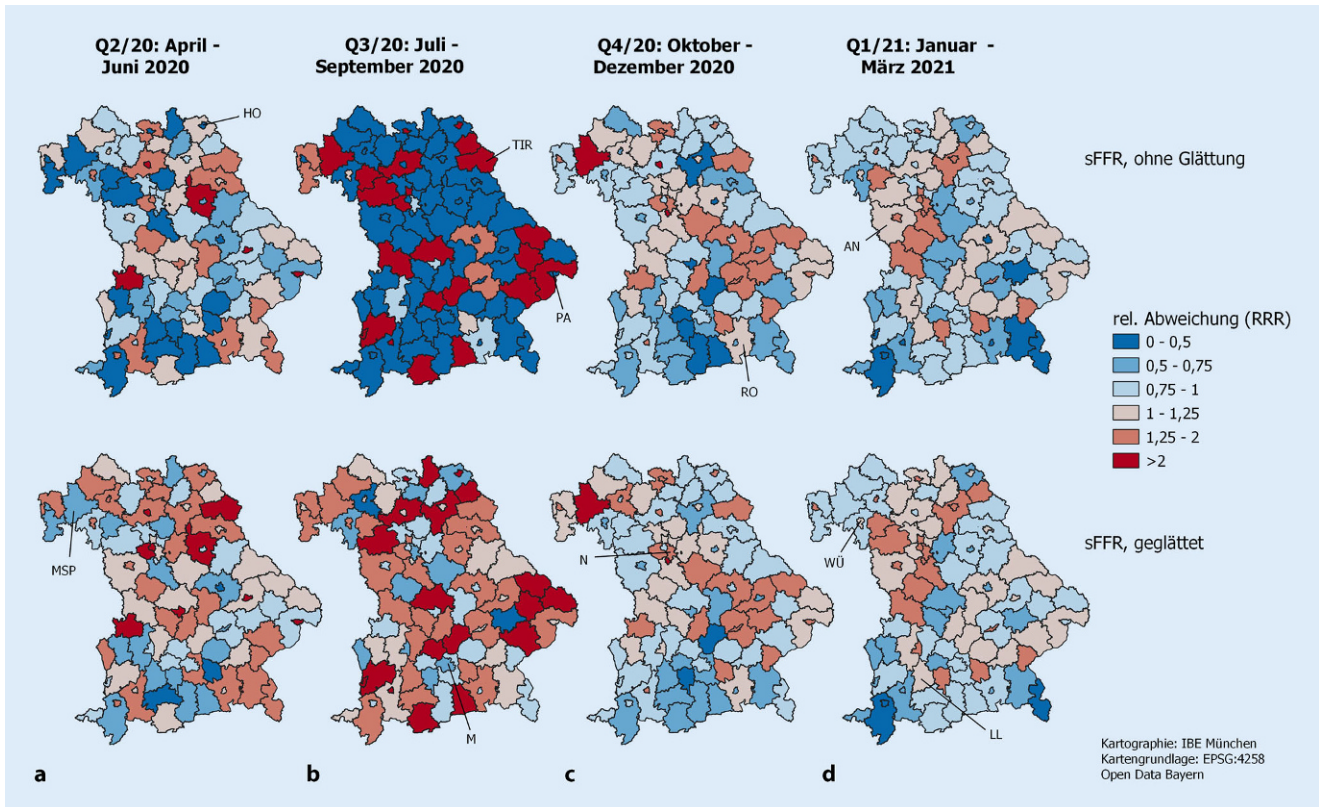 Q2/20: April -
Juni 2020
Q3/20: Juli -
September 2020
Q4/20: Oktober -
Dezember 2020
Q1/21: Januar -
März 2021
HO
TIR
PA
RO
AN
sFFR, ohne Glättung
rel. Abweichung (RRR)
0 - 0,5
0,5 - 0,75
0,75 - 1
1 - 1,25
1,25 - 2
>2
MSP
M
N
WÜ
LL
sFFR, geglättet
Kartographie: IBE München
Kartengrundlage: EPSG:4258
Open Data Bayern
a
b
c
d